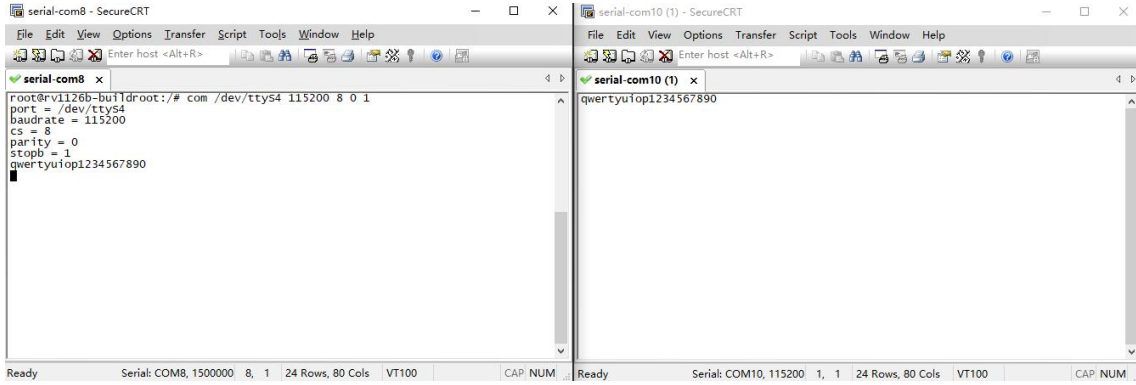 serial-com8 - SecureCRT
File Edit View Options Transfer Script Tools Window Help
Enter host <Alt+R>
serial-com8 x
root@rv1126b-buildroot:/# com /dev/ttyS4 115200 8 0 1
port = /dev/ttyS4
baudrate = 115200
cs = 8
parity = 0
stopb = 1
qwertyuiop1234567890
Ready Serial: COM8, 1500000 8, 1 24 Rows, 80 Cols VT100 CAP NUM
serial-com10 (1) - SecureCRT
File Edit View Options Transfer Script Tools Window Help
Enter host <Alt+R>
serial-com10 (1) x
qwertyuiop1234567890
Ready Serial: COM10, 115200 1, 1 24 Rows, 80 Cols VT100 CAP NUM